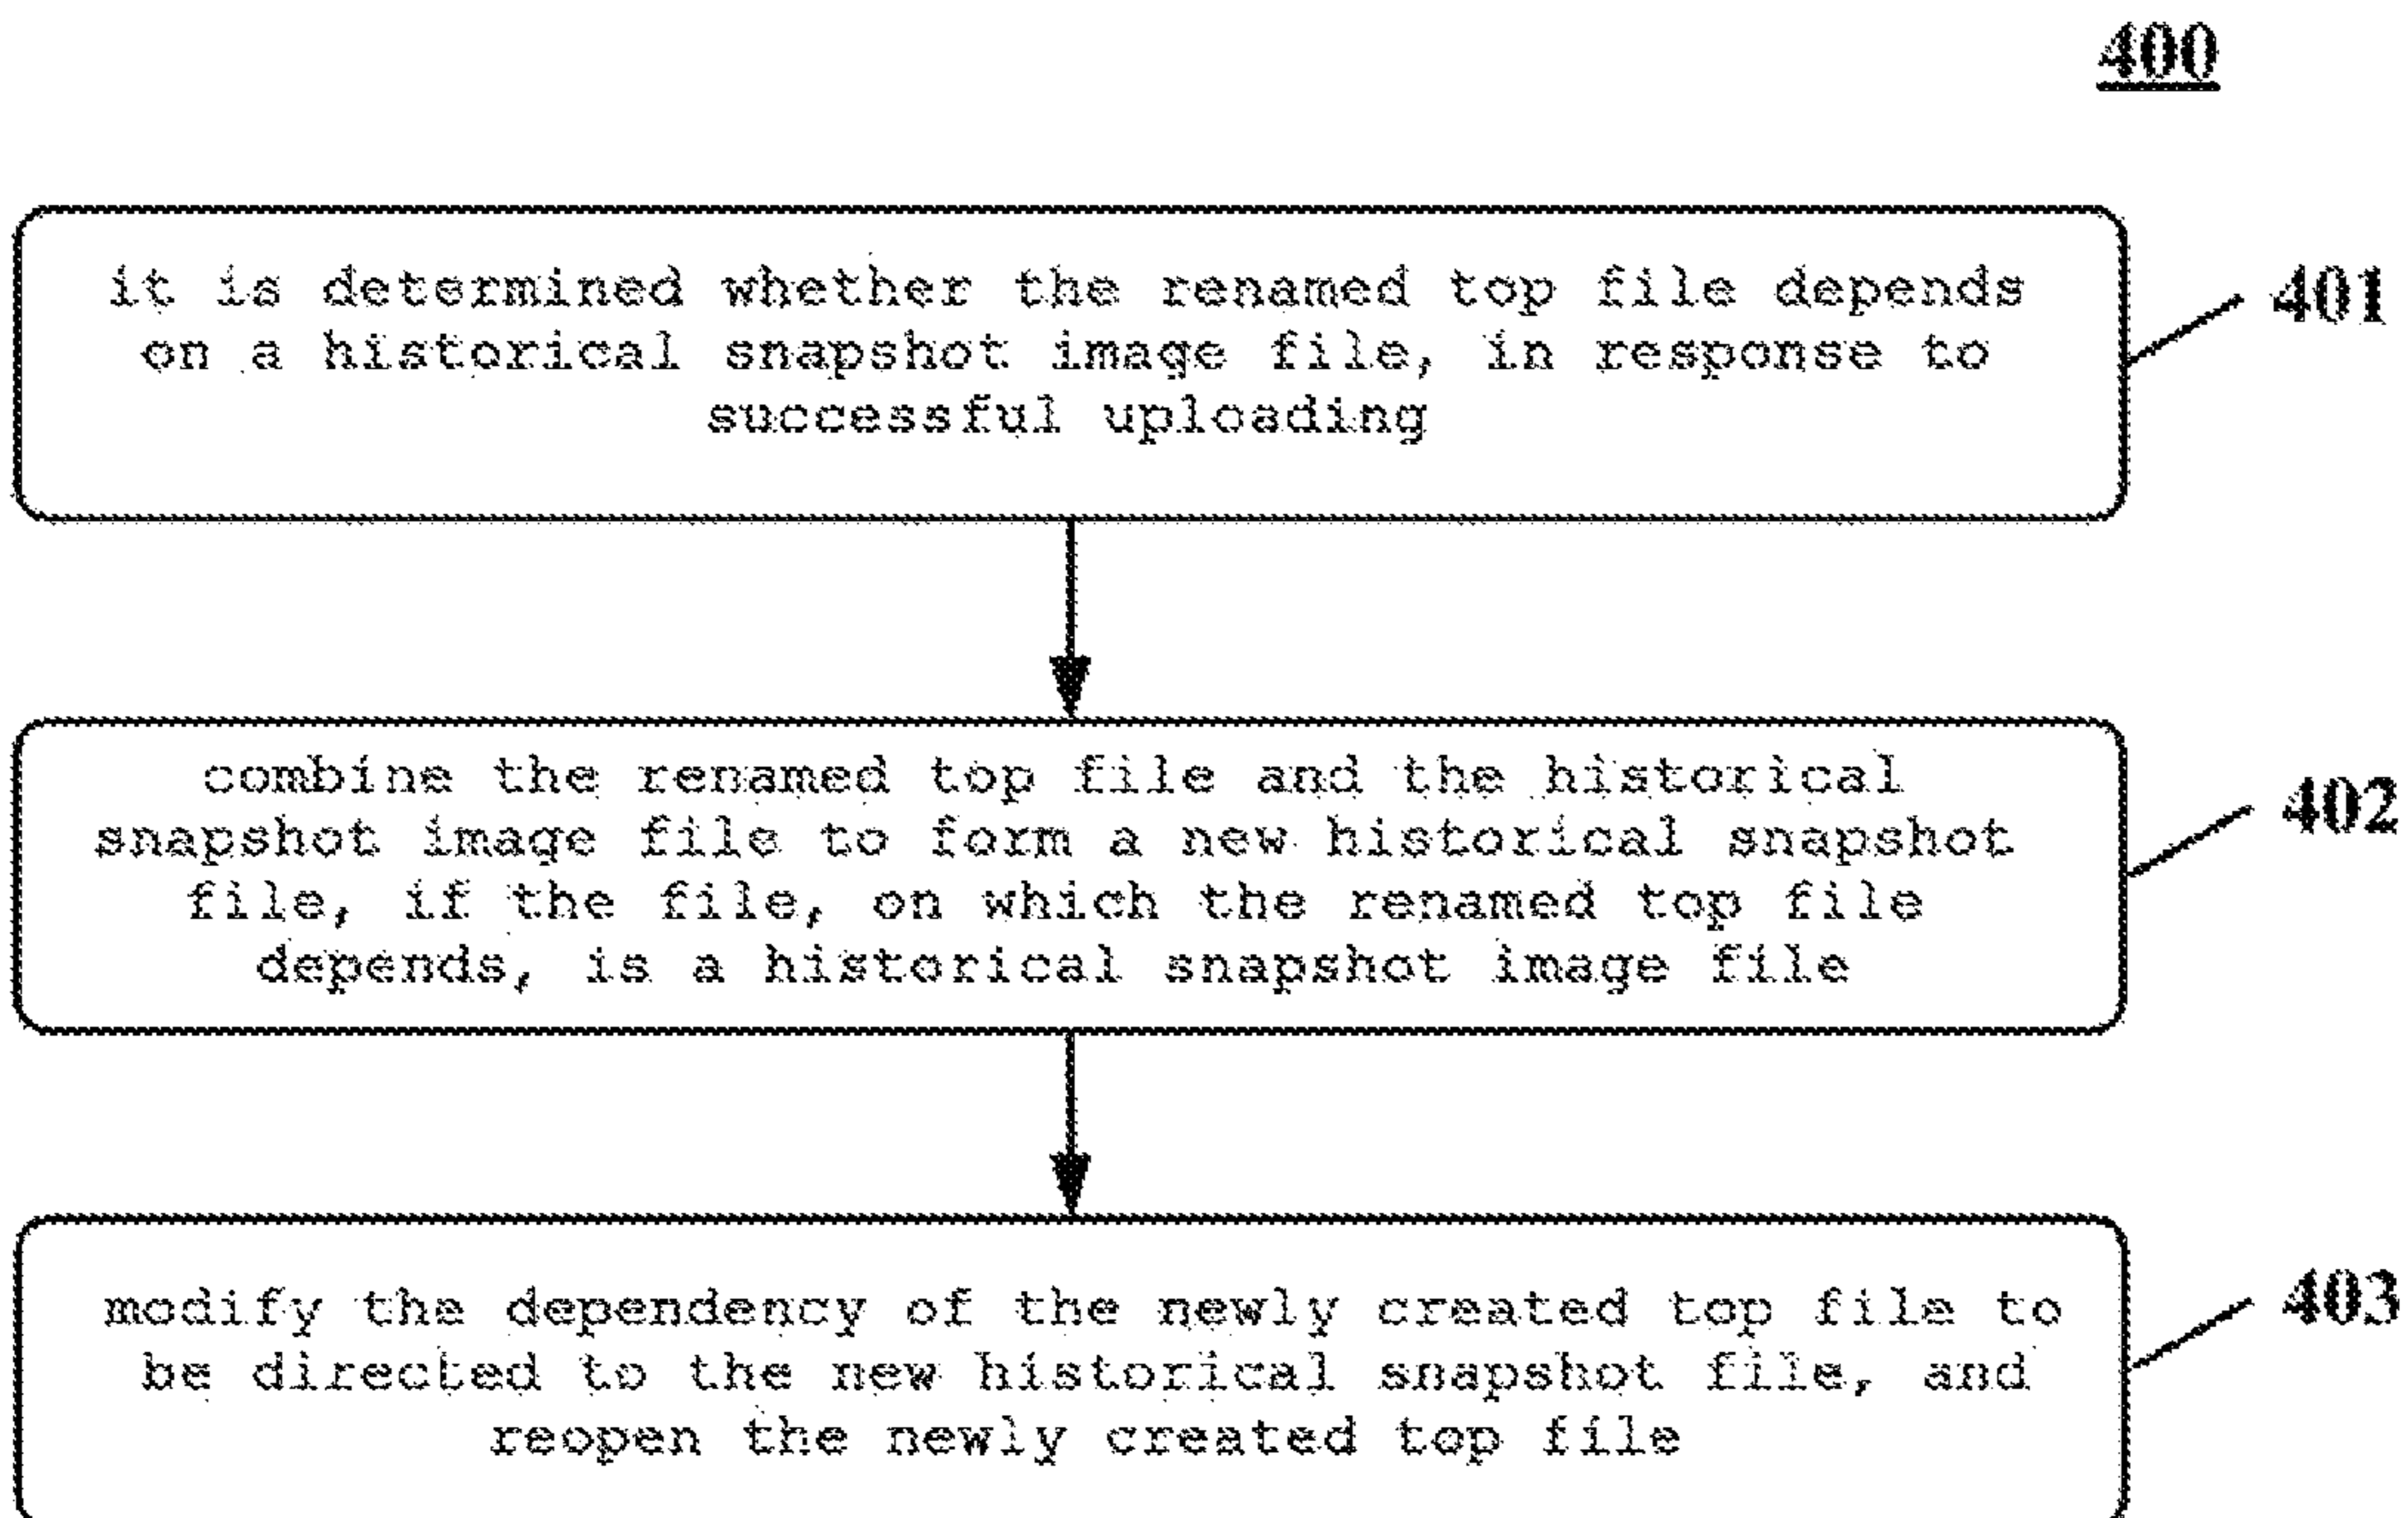 400
it is determined whether the renamed top file depends
on a historical snapshot image file, in response to
successful uploading
401
combine the renamed top file and the historical
snapshot image file to form a new historical snapshot
file, if the file, on which the renamed top file
depends, is a historical snapshot image file
402
modify the dependency of the newly created top file to
be directed to the new historical snapshot file, and
reopen the newly created top file
403